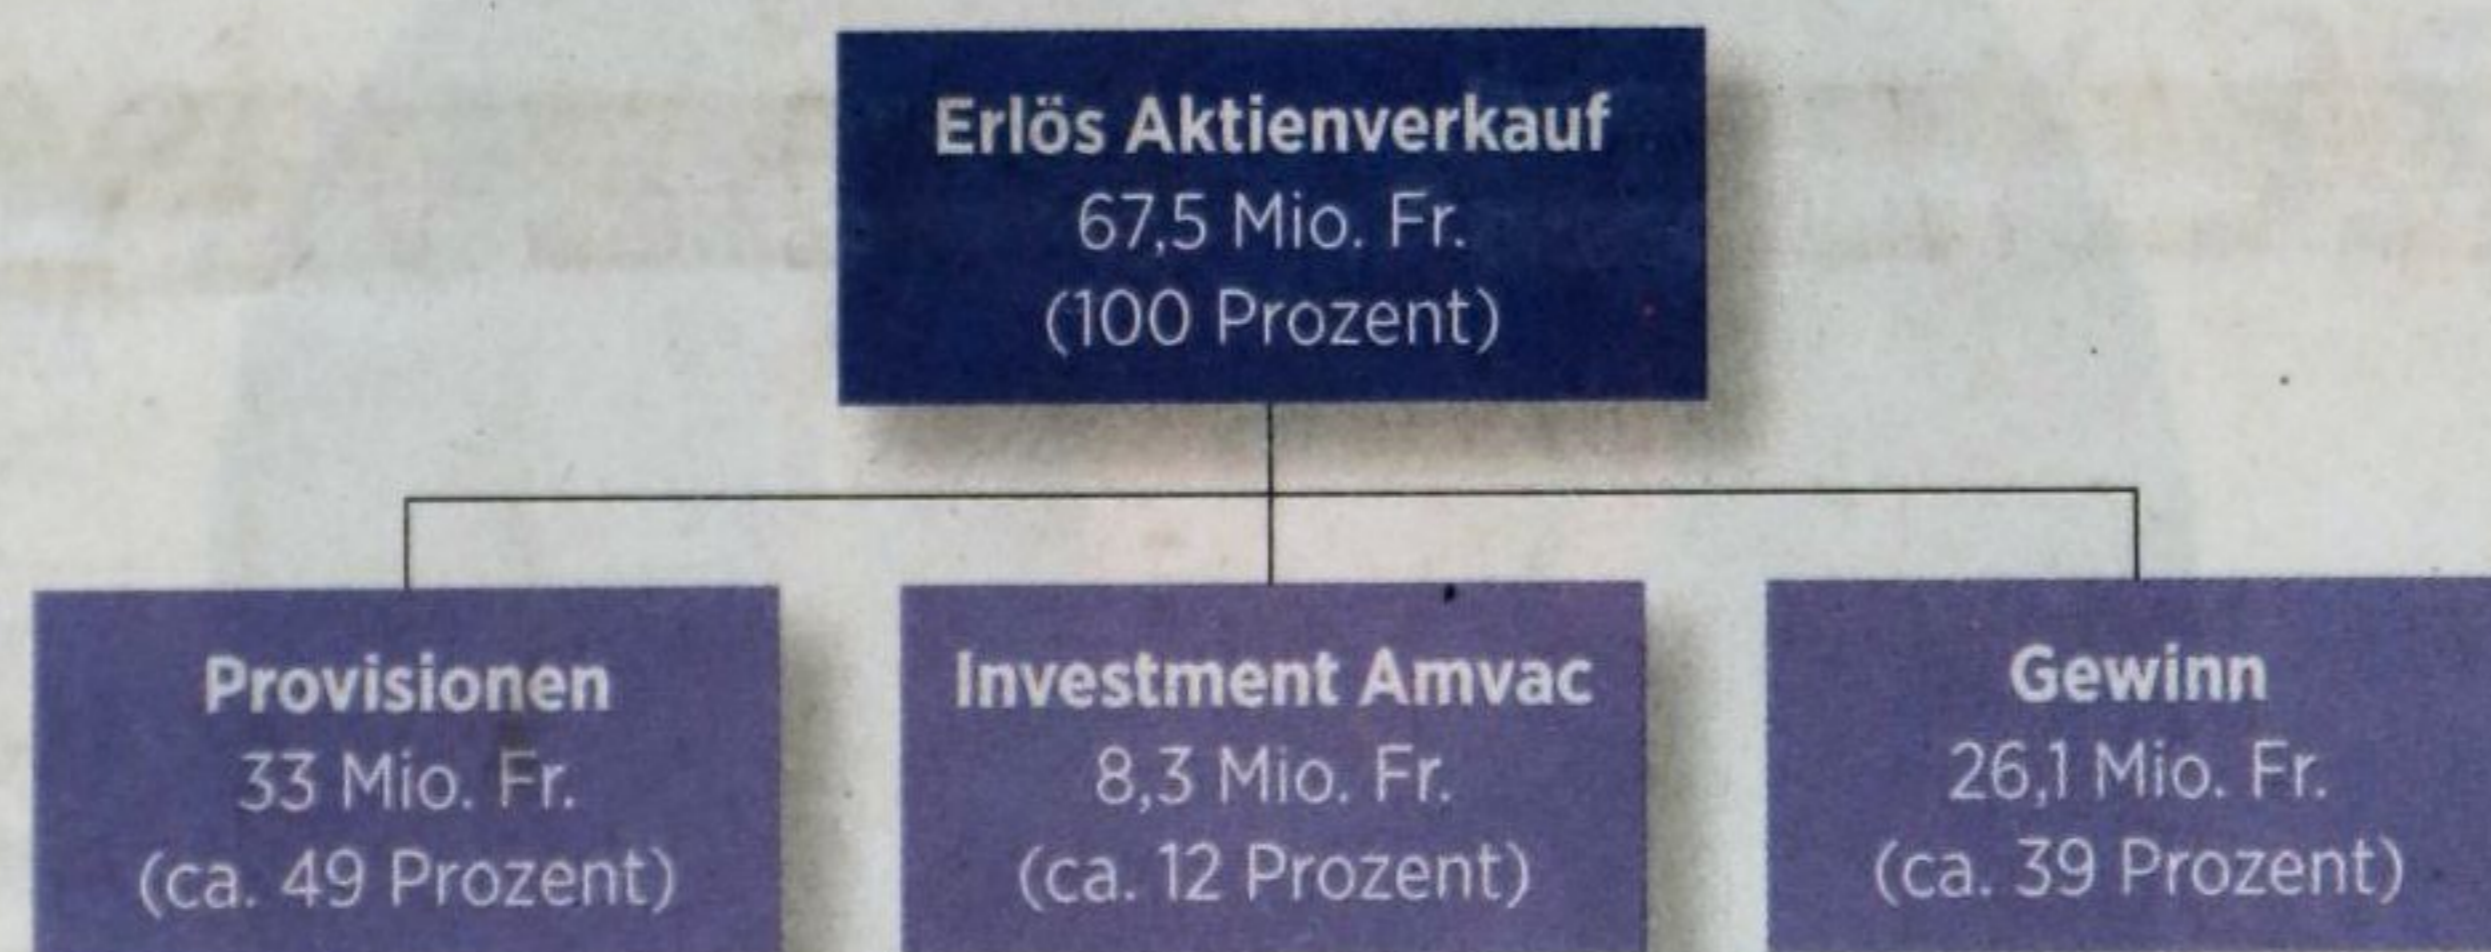 Erlös Aktienverkauf
67,5 Mio. Fr.
(100 Prozent)
Provisionen
33 Mio. Fr.
(ca. 49 Prozent)
Investment Amvac
8,3 Mio. Fr.
(ca. 12 Prozent)
Gewinn
26,1 Mio. Fr.
(ca. 39 Prozent)